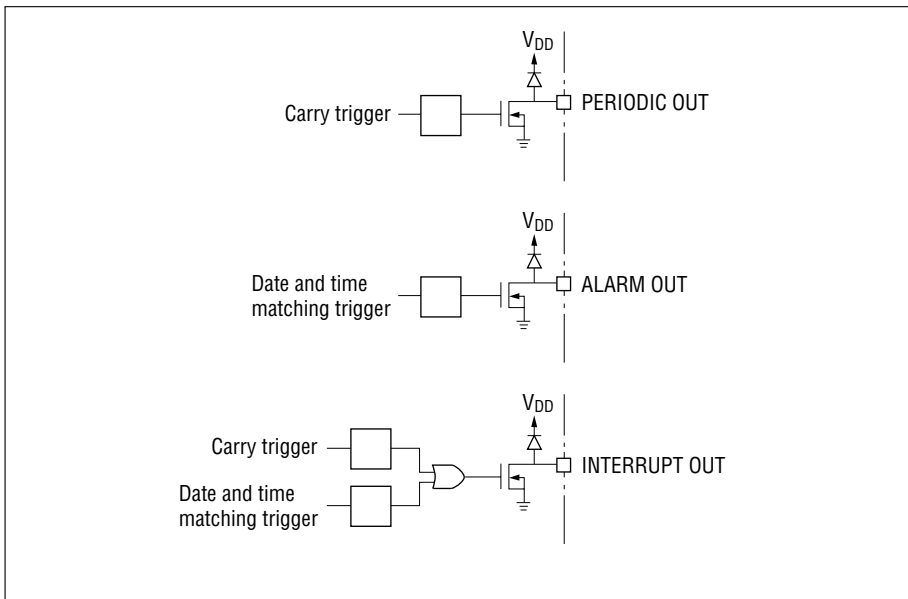 VDD
PERIODIC OUT
Carry trigger
VDD
ALARM OUT
Date and time
matching trigger
VDD
INTERRUPT OUT
Carry trigger
Date and time
matching trigger